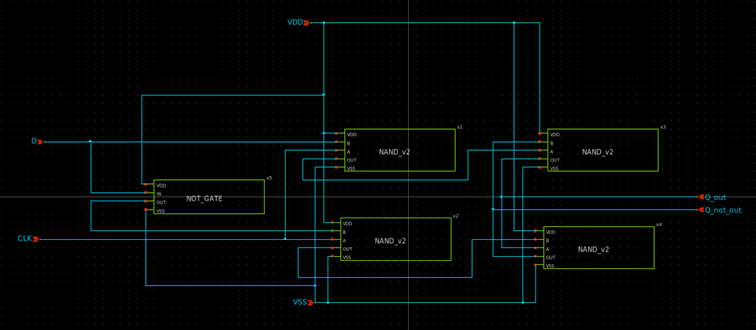 VDD
D
x1
VDD
B
A
OUT
VSS
NAND_v2
x3
VDD
B
A
OUT
VSS
NAND_v2
x5
VDD
IN
OUT
VSS
NOT_GATE
Q_out
Q_not_out
x2
VDD
B
A
OUT
VSS
NAND_v2
x4
VDD
B
A
OUT
VSS
NAND_v2
CLK
VSS